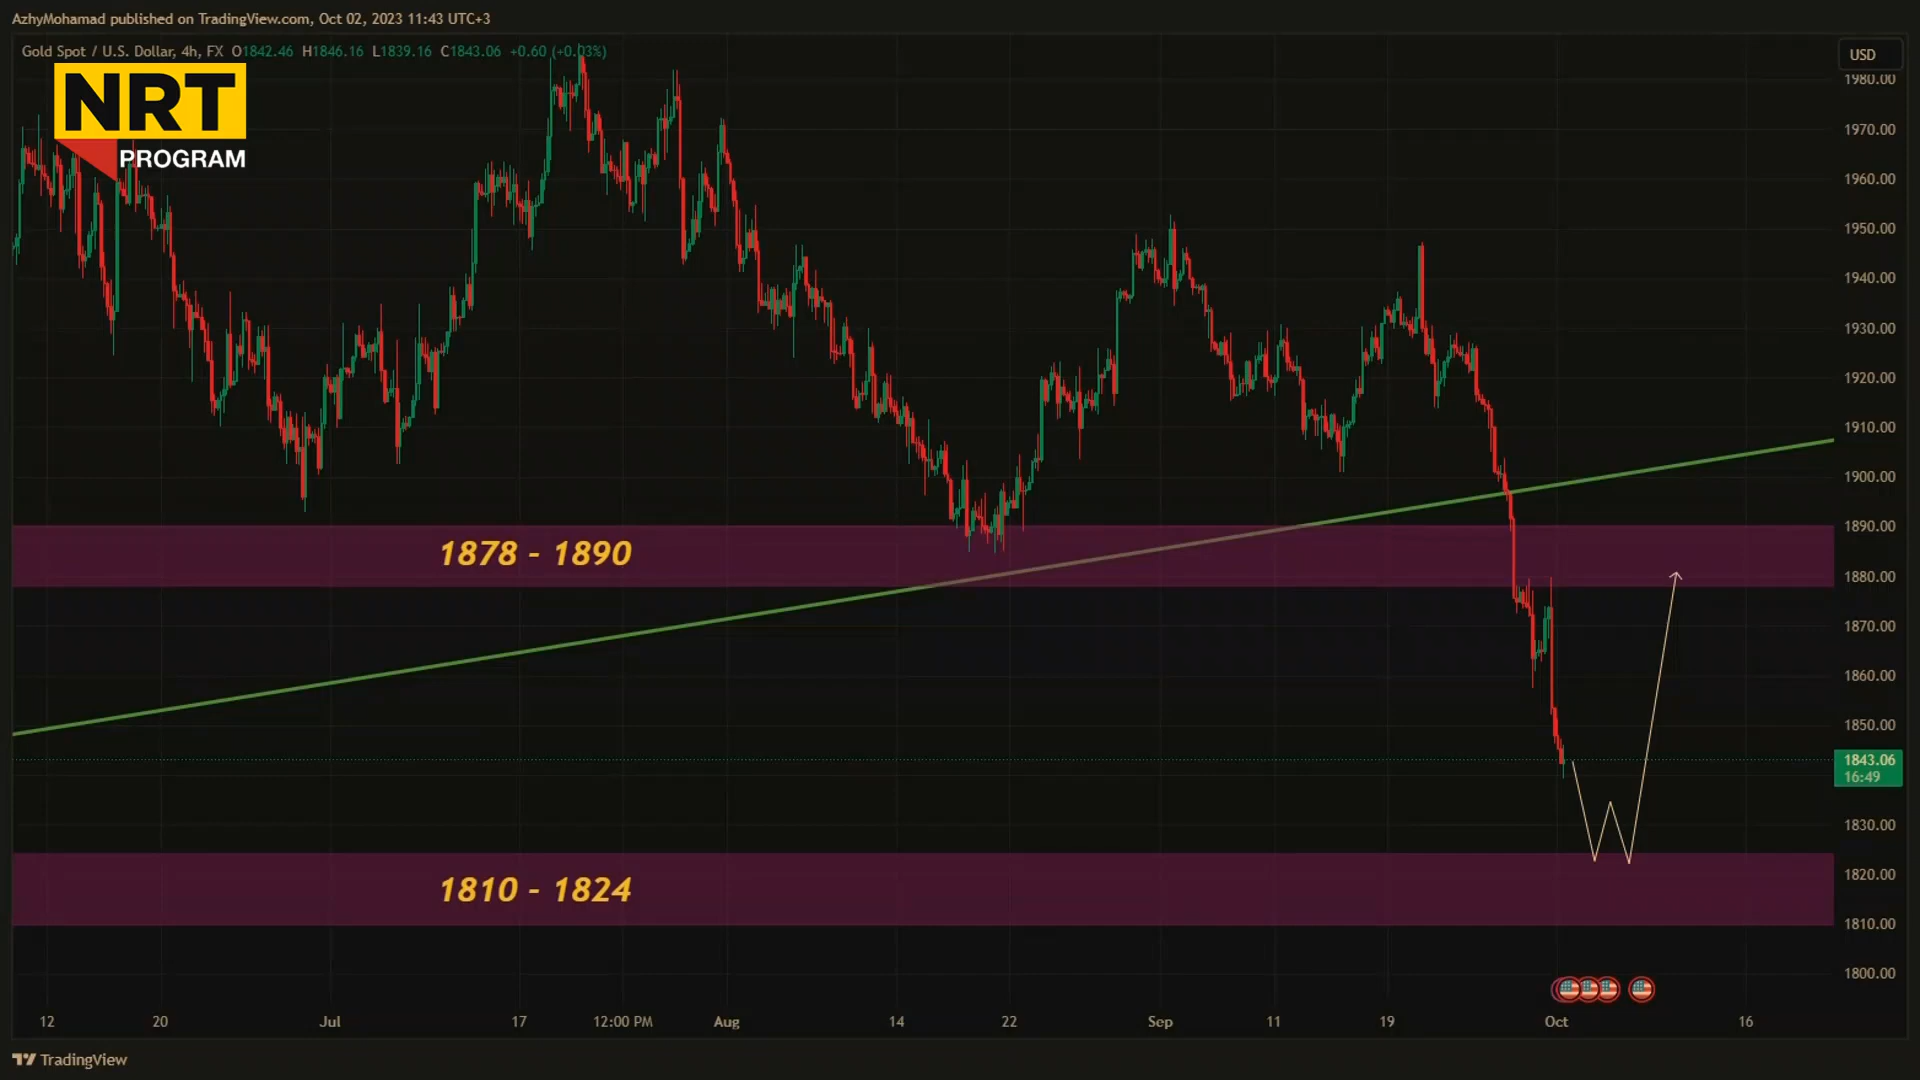 AzhyMohamad published on TradingView.com, Oct 02, 2023 11:43 UTC+3
Gold Spot / U.S. Dollar, 4h, FX O1842.46 H1846.16 L1839.16 C1843.06 +0.60 (+0.03%)
USD
NRT
PROGRAM
1980.00
1970.00
1960.00
1950.00
1940.00
1930.00
1920.00
1910.00
1900.00
1890.00
1878 - 1890
1880.00
1870.00
1860.00
1850.00
1843.06
16:49
1830.00
1820.00
1810 - 1824
1810.00
1800.00
12 20 Jul 17 12:00 PM Aug 14 22 Sep 11 19 Oct 16
TradingView